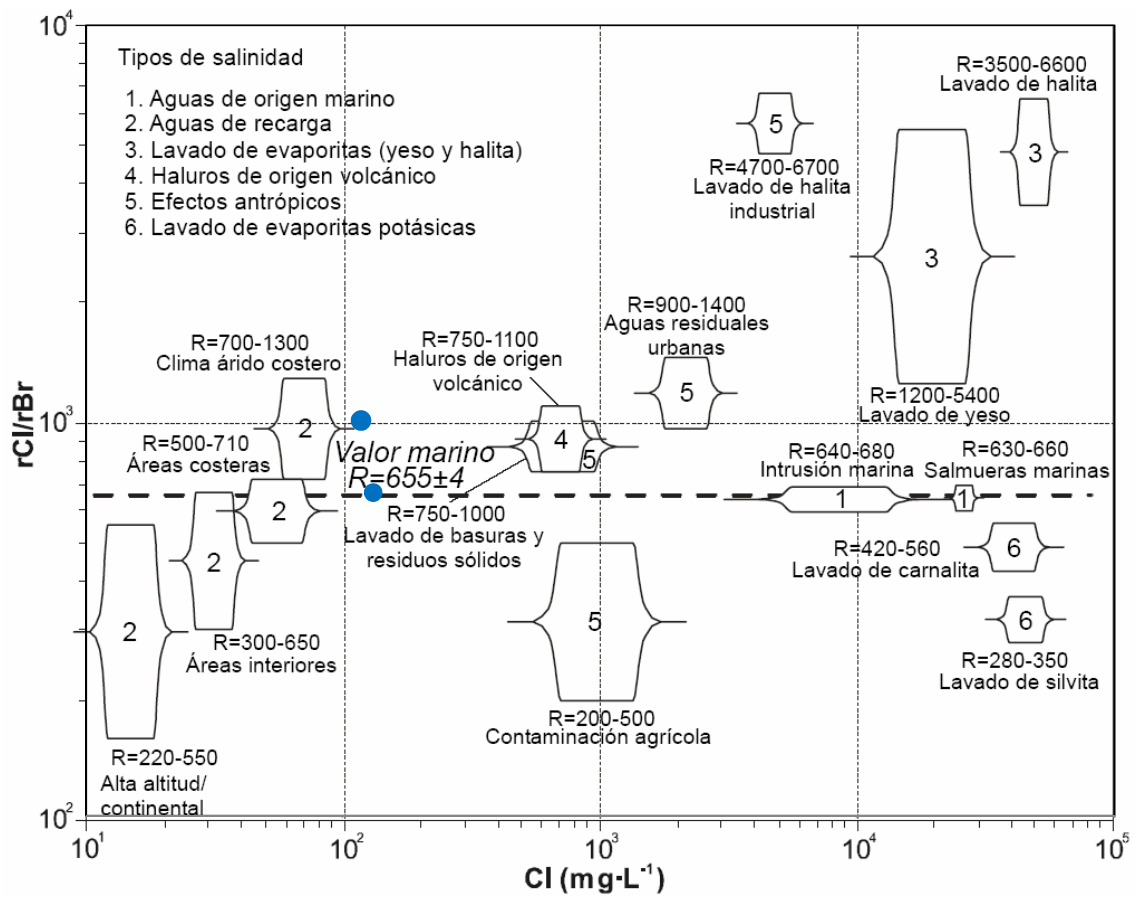 10⁴
Tipos de salinidad
1. Aguas de origen marino
2. Aguas de recarga
3. Lavado de evaporitas (yeso y halita)
4. Haluros de origen volcánico
5. Efectos antrópicos
6. Lavado de evaporitas potásicas
R=3500-6600
Lavado de halita
3
5
R=4700-6700
Lavado de halita
industrial
3
R=1200-5400
Lavado de yeso
R=900-1400
Aguas residuales
urbanas
5
R=750-1100
Haluros de origen
volcánico
4
5
R=700-1300
Clima árido costero
2
10³
rCl/rBr
Valor marino
R=655±4
R=500-710
Áreas costeras
2
R=750-1000
Lavado de basuras y
residuos sólidos
R=640-680
Intrusión marina
1
R=630-660
Salmueras marinas
1
R=420-560
Lavado de carnalita
6
6
R=280-350
Lavado de silvita
2
R=300-650
Áreas interiores
5
R=200-500
Contaminación agrícola
2
R=220-550
Alta altitud/
continental
10²
10¹ 10² 10³ 10⁴ 10⁵
Cl (mg·L⁻¹)